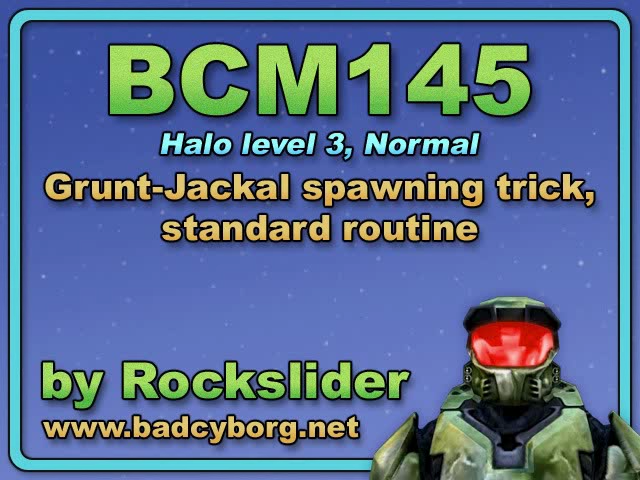 BCM145
Halo level 3, Normal
Grunt-Jackal spawning trick,
standard routine
by Rockslider
www.badcyborg.net